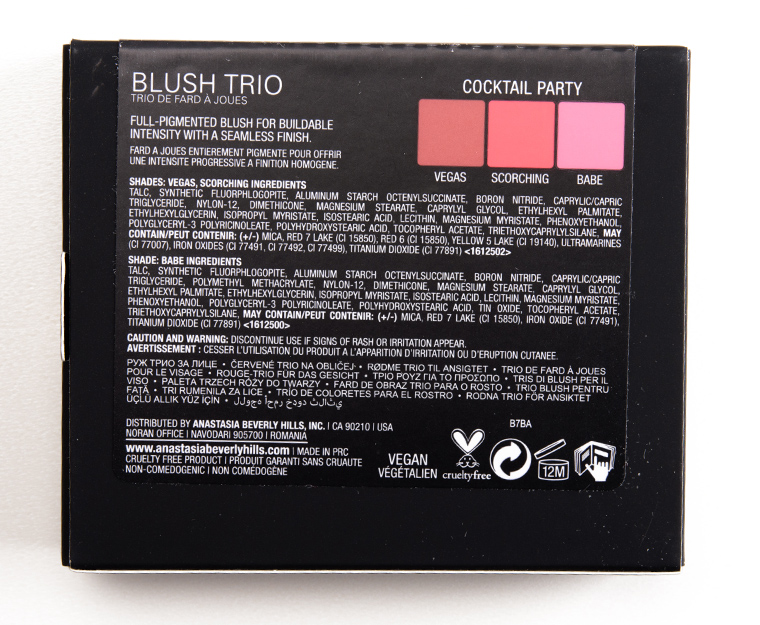 BLUSH TRIO
TRIO DE FARD À JOUES
FULL-PIGMENTED BLUSH FOR BUILDABLE
INTENSITY WITH A SEAMLESS FINISH.
FARD A JOUES ENTIEREMENT PIGMENTE POUR OFFRIR
UNE INTENSITE PROGRESSIVE A FINITION HOMOGENE.
COCKTAIL PARTY
VEGAS SCORCHING BABE
SHADES: VEGAS, SCORCHING INGREDIENTS
TALC, SYNTHETIC FLUORPHLOGOPITE, ALUMINUM STARCH OCTENYLSUCCINATE, BORON NITRIDE, CAPRYLIC/CAPRIC
TRIGLYCERIDE, NYLON-12, DIMETHICONE, MAGNESIUM STEARATE, CAPRYLYL GLYCOL, ETHYLHEXYL PALMITATE,
ETHYLHEXYLGLYCERIN, ISOPROPYL MYRISTATE, ISOSTEARIC ACID, LECITHIN, MAGNESIUM MYRISTATE, PHENOXYETHANOL,
POLYGLYCERYL-3 POLYRICINOLEATE, POLYHYDROXYSTEARIC ACID, TOCOPHERYL ACETATE, TRIETHOXYCAPRYLYLSILANE, MAY
CONTAIN/PEUT CONTENIR: (+/-) MICA, RED 7 LAKE (CI 15850), RED 6 (CI 15850), YELLOW 5 LAKE (CI 19140), ULTRAMARINES
(CI 77007), IRON OXIDES (CI 77491, CI 77492, CI 77499), TITANIUM DIOXIDE (CI 77891) <1612502>
SHADE: BABE INGREDIENTS
TALC, SYNTHETIC FLUORPHLOGOPITE, ALUMINUM STARCH OCTENYLSUCCINATE, BORON NITRIDE, CAPRYLIC/CAPRIC
TRIGLYCERIDE, POLYMETHYL METHACRYLATE, NYLON-12, DIMETHICONE, MAGNESIUM STEARATE, CAPRYLYL GLYCOL,
ETHYLHEXYL PALMITATE, ETHYLHEXYLGLYCERIN, ISOPROPYL MYRISTATE, ISOSTEARIC ACID, LECITHIN, MAGNESIUM MYRISTATE,
PHENOXYETHANOL, POLYGLYCERYL-3 POLYRICINOLEATE, POLYHYDROXYSTEARIC ACID, TIN OXIDE, TOCOPHERYL ACETATE,
TRIETHOXYCAPRYLYLSILANE, MAY CONTAIN/PEUT CONTENIR: (+/-) MICA, RED 7 LAKE (CI 15850), IRON OXIDE (CI 77491),
TITANIUM DIOXIDE (CI 77891) <1612500>
CAUTION AND WARNING: DISCONTINUE USE IF SIGNS OF RASH OR IRRITATION APPEAR.
AVERTISSEMENT : CESSER L'UTILISATION DU PRODUIT A L'APPARITION D'IRRITATION OU D'ERUPTION CUTANEE.
РУЖ ТРИО ЗА ЛИЦЕ • ČERVENÉ TRIO NA OBLIČEJ • RØDME TRIO TIL ANSIGTET • TRIO DE FARD À JOUES
POUR LE VISAGE • ROUGE-TRIO FÜR DAS GESICHT • ΤΡΙΟ ΡΟΥΖ ΓΙΑ ΤΟ ΠΡΟΣΩΠΟ • TRIS DI BLUSH PER IL
VISO • PALETA TRZECH RÓŻY DO TWARZY • FARD DE OBRAZ TRIO PARA O ROSTO • TRIO BLUSH PENTRU
FAȚĂ • TRI RUMENILA ZA LICE • TRIO DE COLORETES PARA EL ROSTRO • RODNA TRIO FÖR ANSIKTET
ÜÇLÜ ALLIK YÜZ İÇİN •
DISTRIBUTED BY ANASTASIA BEVERLY HILLS, INC. | CA 90210 | USA
NORAN OFFICE | NAVODARI 905700 | ROMANIA
www.anastasiabeverlyhills.com | MADE IN PRC
CRUELTY FREE PRODUCT | PRODUIT GARANTI SANS CRUAUTE
NON-COMEDOGENIC | NON COMÉDOGÈNE
B7BA
VEGAN
VÉGÉTALIEN
crueltyfree
12M